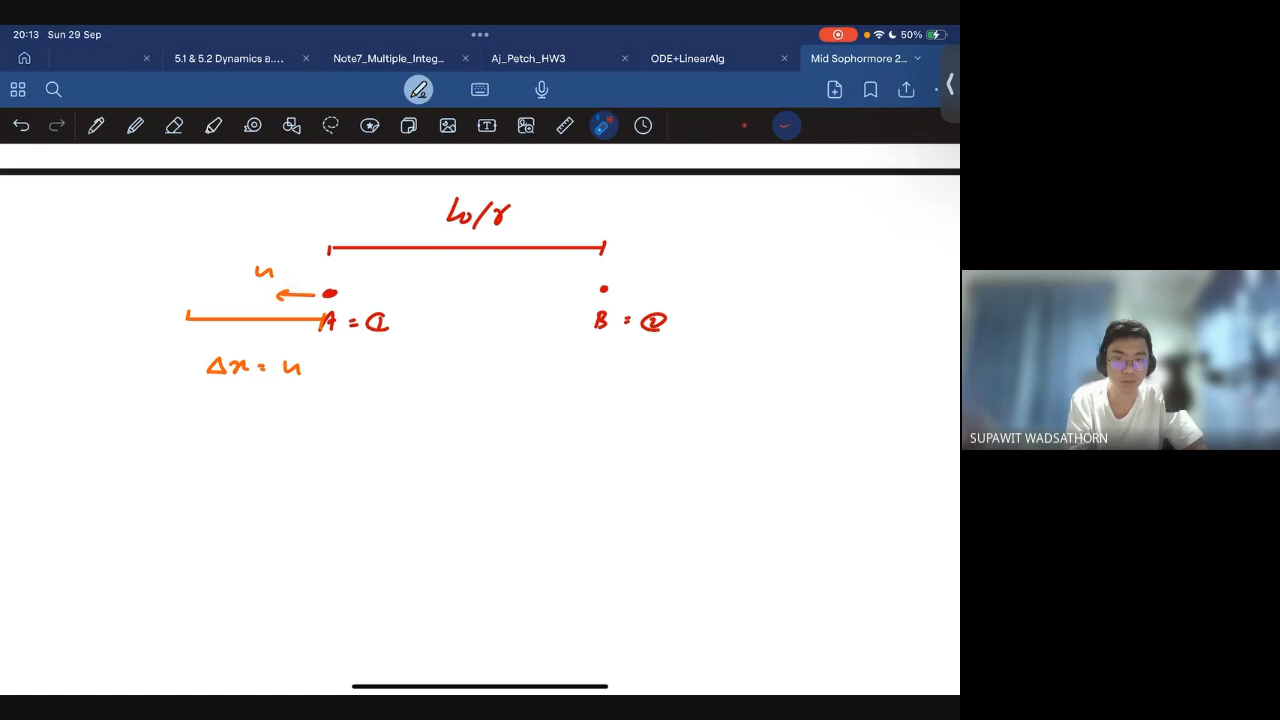 20:13 Sun 29 Sep
50%
5.1 & 5.2 Dynamics a....
Note7_Multiple_Integ...
Aj_Petch_HW3
ODE+LinearAlg
Mid Sophormore 2...
L₀/γ
u
A = ①
B = ②
Δx = u
SUPAWIT WADSATHORN